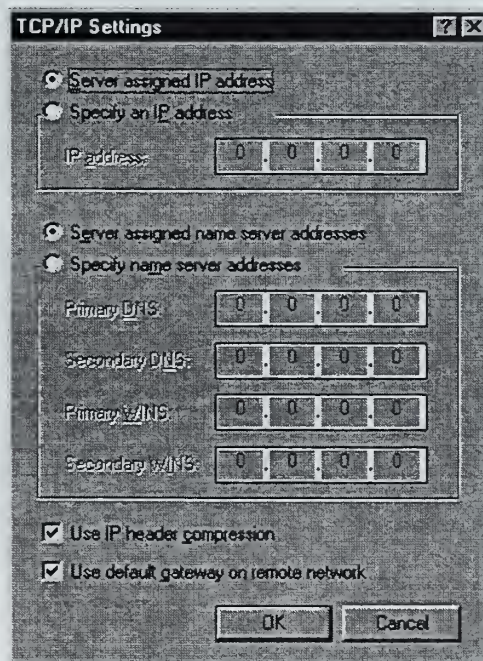 TCP/IP Settings
Server assigned IP address
Specify an IP address
IP address: 0 . 0 . 0 . 0
Server assigned name server addresses
Specify name server addresses
Primary DNS: 0 . 0 . 0 . 0
Secondary DNS: 0 . 0 . 0 . 0
Primary WINS: 0 . 0 . 0 . 0
Secondary WINS: 0 . 0 . 0 . 0
Use IP header compression
Use default gateway on remote network
OK Cancel